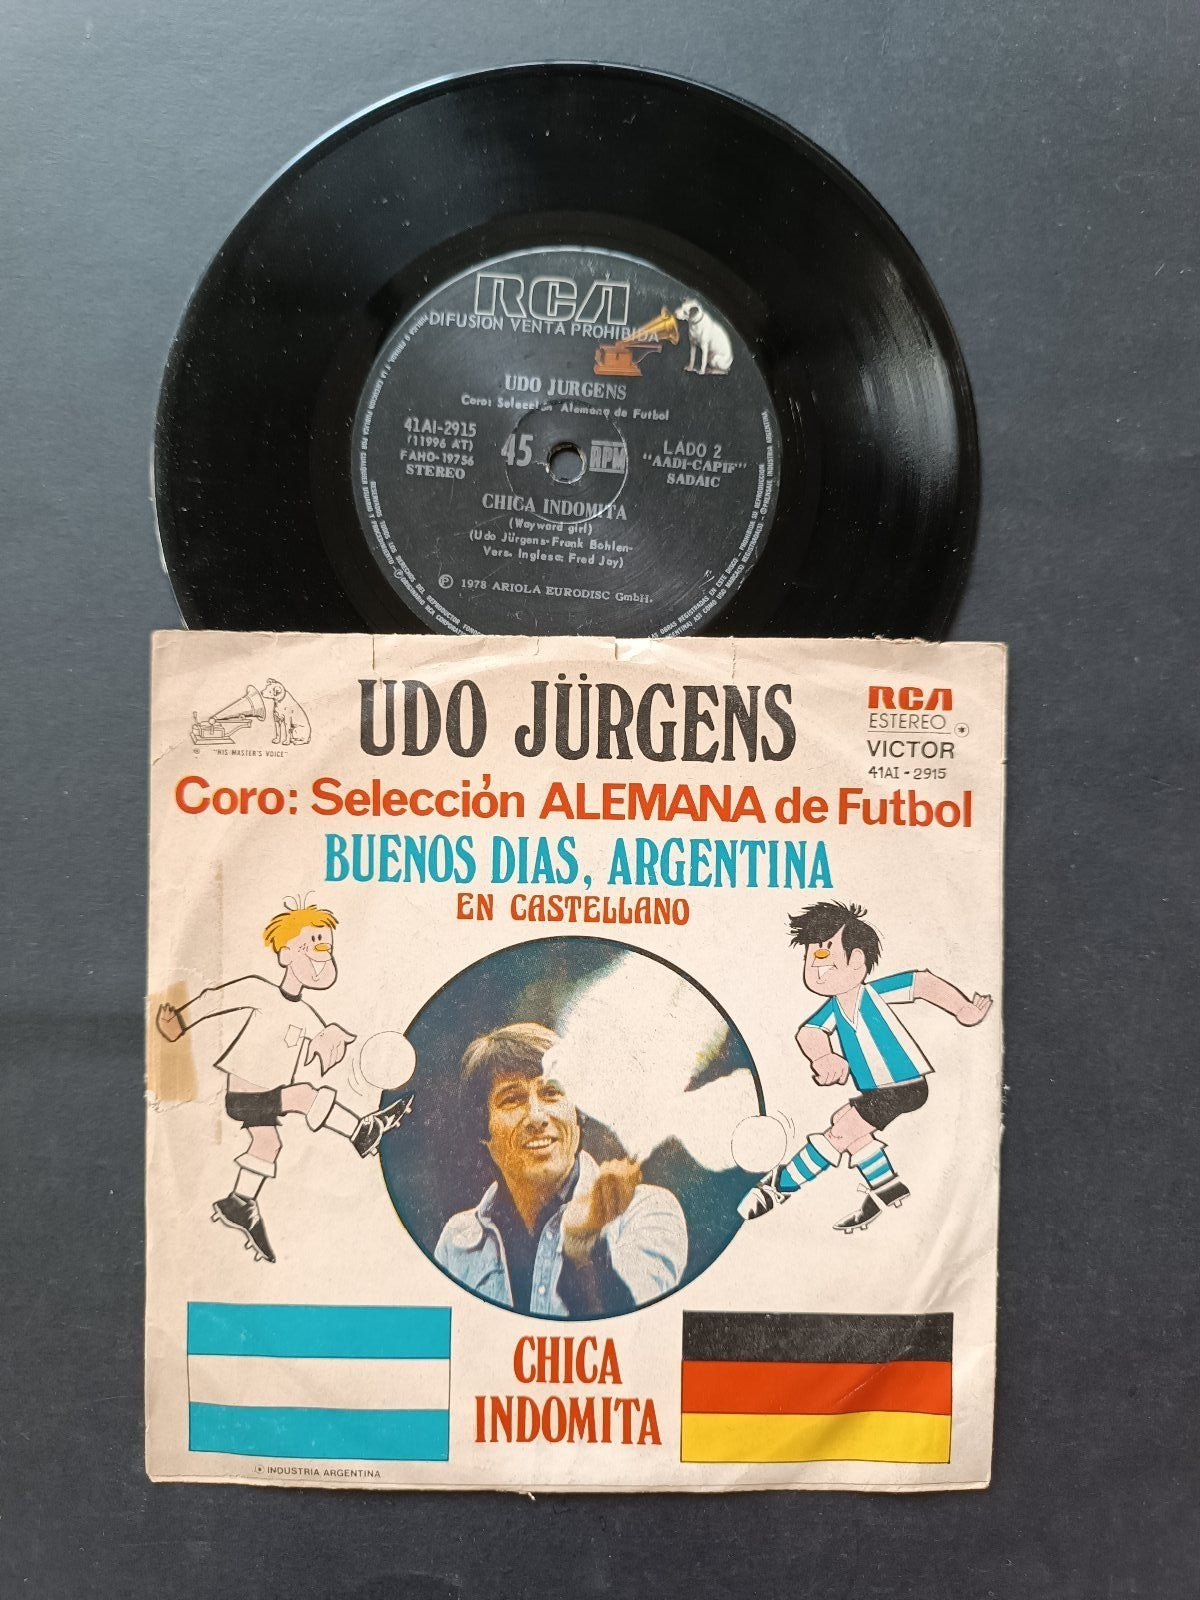 RCA
DIFUSION VENTA PROHIBIDA
UDO JURGENS
Coro: Selección Alemana de Futbol
41AI-2915
(11996 AT)
FAHO-19756
STEREO
45
RPM
LADO 2
"AADI-CAPIF"
SADAIC
CHICA INDOMITA
(Wayward girl)
(Udo Jürgens-Frank Bohlen-
Vers. Inglesa: Fred Jay)
℗ 1978 ARIOLA EURODISC GmbH.
UDO JÜRGENS
"HIS MASTER'S VOICE"
RCA
ESTEREO
VICTOR
41AI - 2915
Coro: Selección ALEMANA de Futbol
BUENOS DIAS, ARGENTINA
EN CASTELLANO
CHICA
INDOMITA
INDUSTRIA ARGENTINA